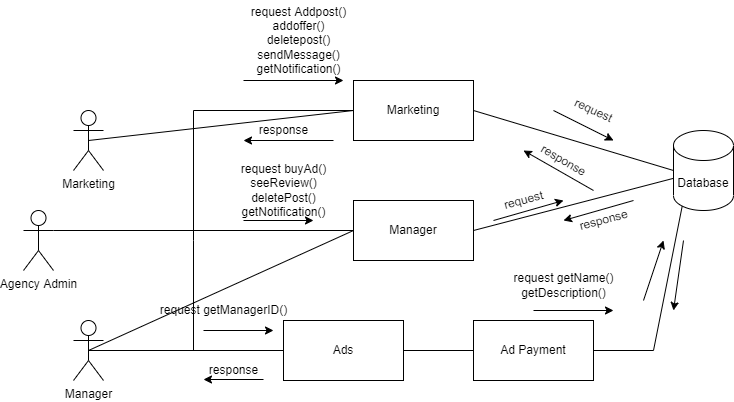 request Addpost()
addoffer()
deletepost()
sendMessage()
getNotification()
Marketing
request
response
response
Marketing
Database
request buyAd()
seeReview()
deletePost()
getNotification()
request
response
Manager
Agency Admin
request getName()
getDescription()
request getManagerID()
Ads
Ad Payment
response
Manager